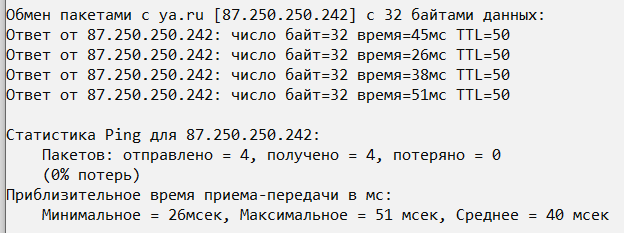 Обмен пакетами с ya.ru [87.250.250.242] с 32 байтами данных:
Ответ от 87.250.250.242: число байт=32 время=45мс TTL=50
Ответ от 87.250.250.242: число байт=32 время=26мс TTL=50
Ответ от 87.250.250.242: число байт=32 время=38мс TTL=50
Ответ от 87.250.250.242: число байт=32 время=51мс TTL=50
Статистика Ping для 87.250.250.242:
Пакетов: отправлено = 4, получено = 4, потеряно = 0
(0% потерь)
Приблизительное время приема-передачи в мс:
Минимальное = 26мсек, Максимальное = 51 мсек, Среднее = 40 мсек